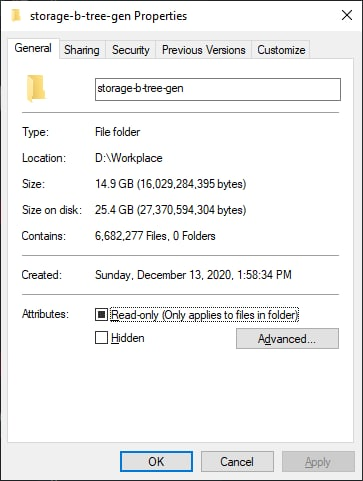 storage-b-tree-gen Properties
General Sharing Security Previous Versions Customize
storage-b-tree-gen
Type: File folder
Location: D:\Workplace
Size: 14.9 GB (16,029,284,395 bytes)
Size on disk: 25.4 GB (27,370,594,304 bytes)
Contains: 6,682,277 Files, 0 Folders
Created: Sunday, December 13, 2020, 1:58:34 PM
Attributes: Read-only (Only applies to files in folder)
Hidden Advanced...
OK Cancel Apply